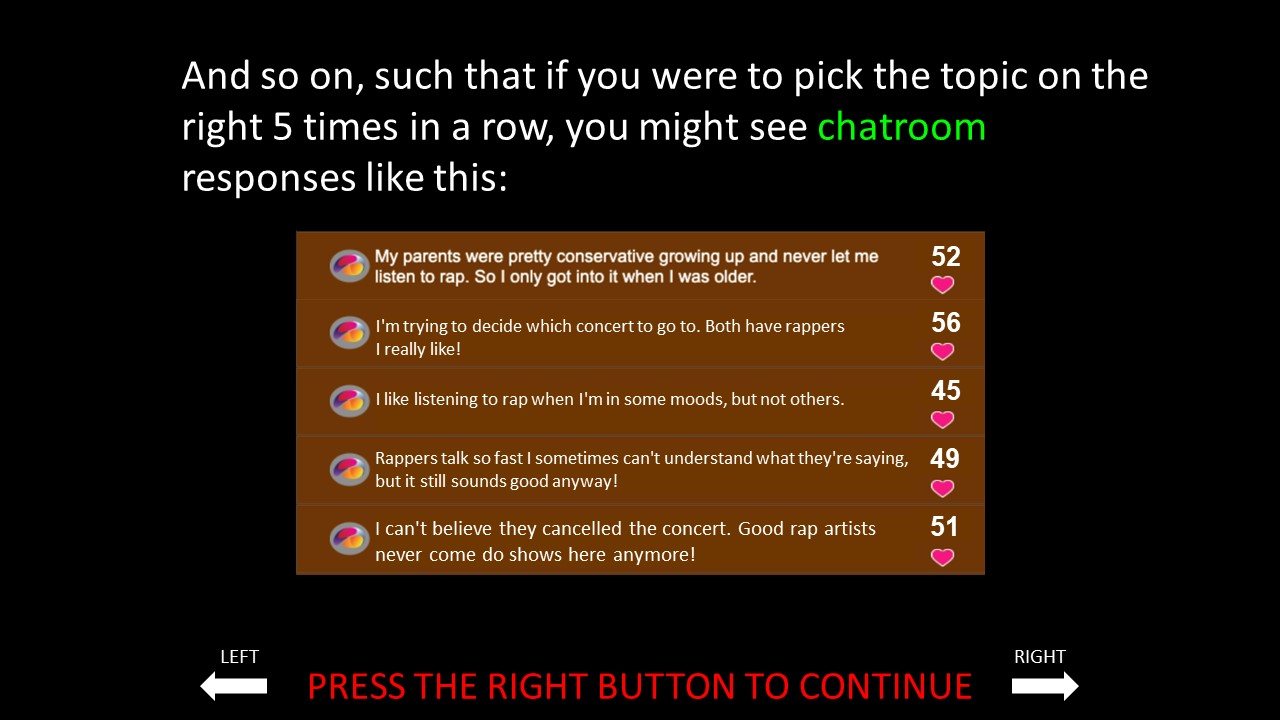 And so on, such that if you were to pick the topic on the
right 5 times in a row, you might see chatroom
responses like this:
My parents were pretty conservative growing up and never let me
listen to rap. So I only got into it when I was older.
52
I'm trying to decide which concert to go to. Both have rappers
I really like!
56
I like listening to rap when I'm in some moods, but not others.
45
Rappers talk so fast I sometimes can't understand what they're saying,
but it still sounds good anyway!
49
I can't believe they cancelled the concert. Good rap artists
never come do shows here anymore!
51
LEFT
RIGHT
PRESS THE RIGHT BUTTON TO CONTINUE